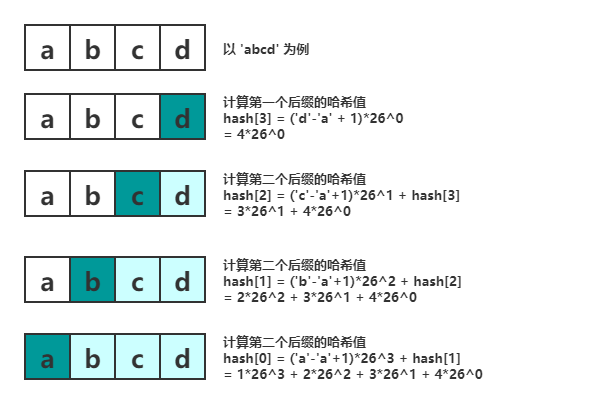 a b c d
以 'abcd' 为例
a b c d
计算第一个后缀的哈希值
hash[3] = ('d'-'a' + 1)*26^0
= 4*26^0
a b c d
计算第二个后缀的哈希值
hash[2] = ('c'-'a'+1)*26^1 + hash[3]
= 3*26^1 + 4*26^0
a b c d
计算第二个后缀的哈希值
hash[1] = ('b'-'a'+1)*26^2 + hash[2]
= 2*26^2 + 3*26^1 + 4*26^0
a b c d
计算第二个后缀的哈希值
hash[0] = ('a'-'a'+1)*26^3 + hash[1]
= 1*26^3 + 2*26^2 + 3*26^1 + 4*26^0